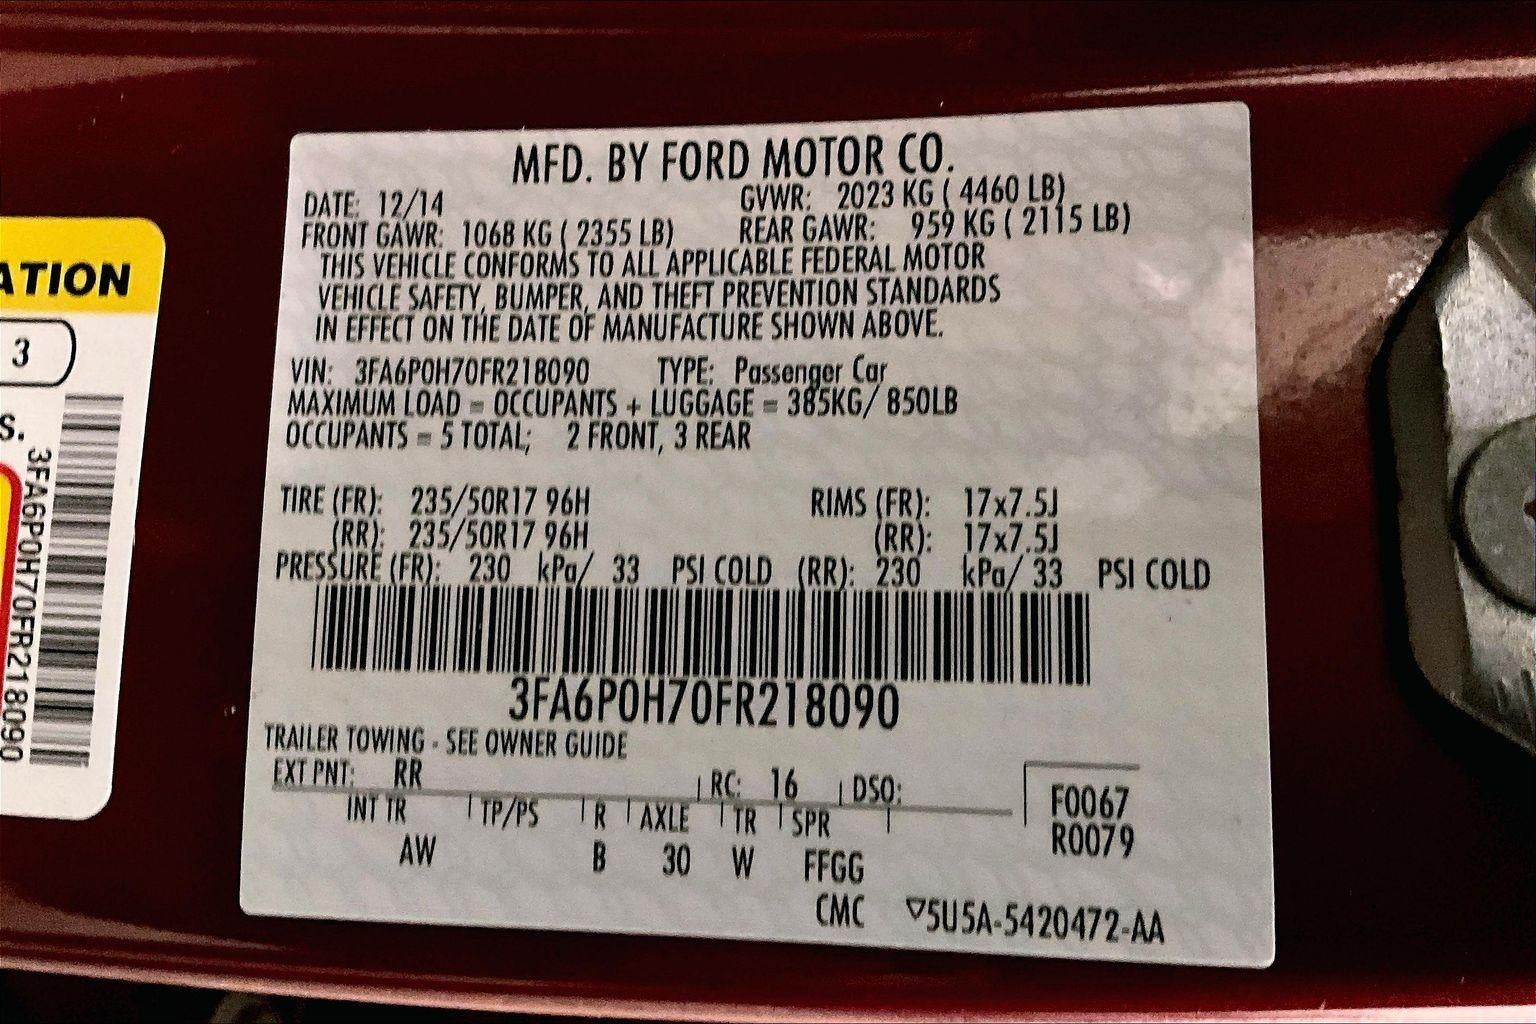 MFD. BY FORD MOTOR CO.
DATE: 12/14 GVWR: 2023 KG ( 4460 LB)
FRONT GAWR: 1068 KG ( 2355 LB) REAR GAWR: 959 KG ( 2115 LB)
THIS VEHICLE CONFORMS TO ALL APPLICABLE FEDERAL MOTOR
VEHICLE SAFETY, BUMPER, AND THEFT PREVENTION STANDARDS
IN EFFECT ON THE DATE OF MANUFACTURE SHOWN ABOVE.
VIN: 3FA6P0H70FR218090 TYPE: Passenger Car
MAXIMUM LOAD = OCCUPANTS + LUGGAGE = 385KG/ 850LB
OCCUPANTS = 5 TOTAL; 2 FRONT, 3 REAR
TIRE (FR): 235/50R17 96H RIMS (FR): 17x7.5J
(RR): 235/50R17 96H (RR): 17x7.5J
PRESSURE (FR): 230 kPa/ 33 PSI COLD (RR): 230 kPa/ 33 PSI COLD
3FA6P0H70FR218090
TRAILER TOWING - SEE OWNER GUIDE
EXT PNT: RR RC: 16 DSO:
INT TR TP/PS R AXLE TR SPR
AW B 30 W FFGG
F0067
R0079
CMC ▽5U5A-5420472-AA
ATION
3
S.
3FA6P0H70FR218090